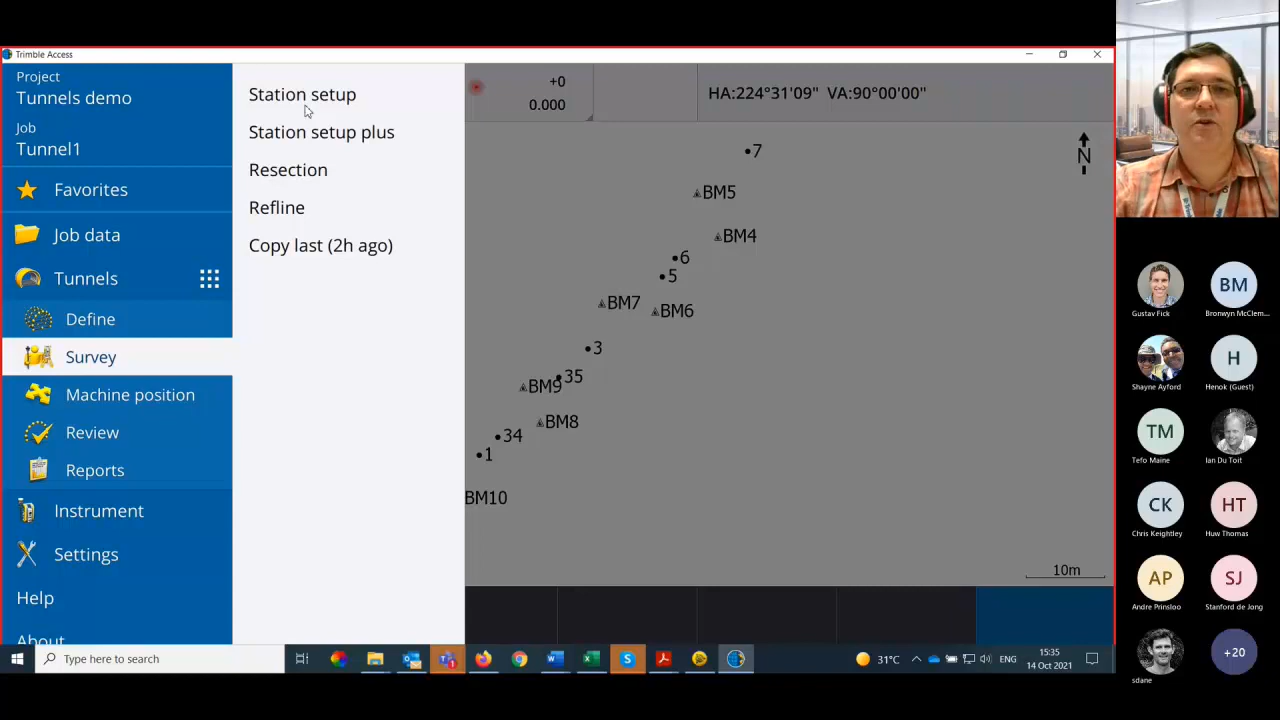 Trimble Access
Project
Tunnels demo
Job
Tunnel1
Favorites
Job data
Tunnels
Define
Survey
Machine position
Review
Reports
Instrument
Settings
Help
About
Station setup
Station setup plus
Resection
Refline
Copy last (2h ago)
+0
0.000
HA:224°31'09" VA:90°00'00"
N
7
BM5
BM4
6
5
BM7
BM6
3
35
BM9
BM8
34
1
BM10
10m
Type here to search
31°C
ENG
15:35
14 Oct 2021
Gustav Fick
BM
Bronwyn McClem...
Shayne Ayford
H
Henok (Guest)
TM
Tefo Maine
Ian Du Toit
CK
Chris Keightley
HT
Huw Thomas
AP
Andre Prinsloo
SJ
Stanford de Jong
sdane
+20